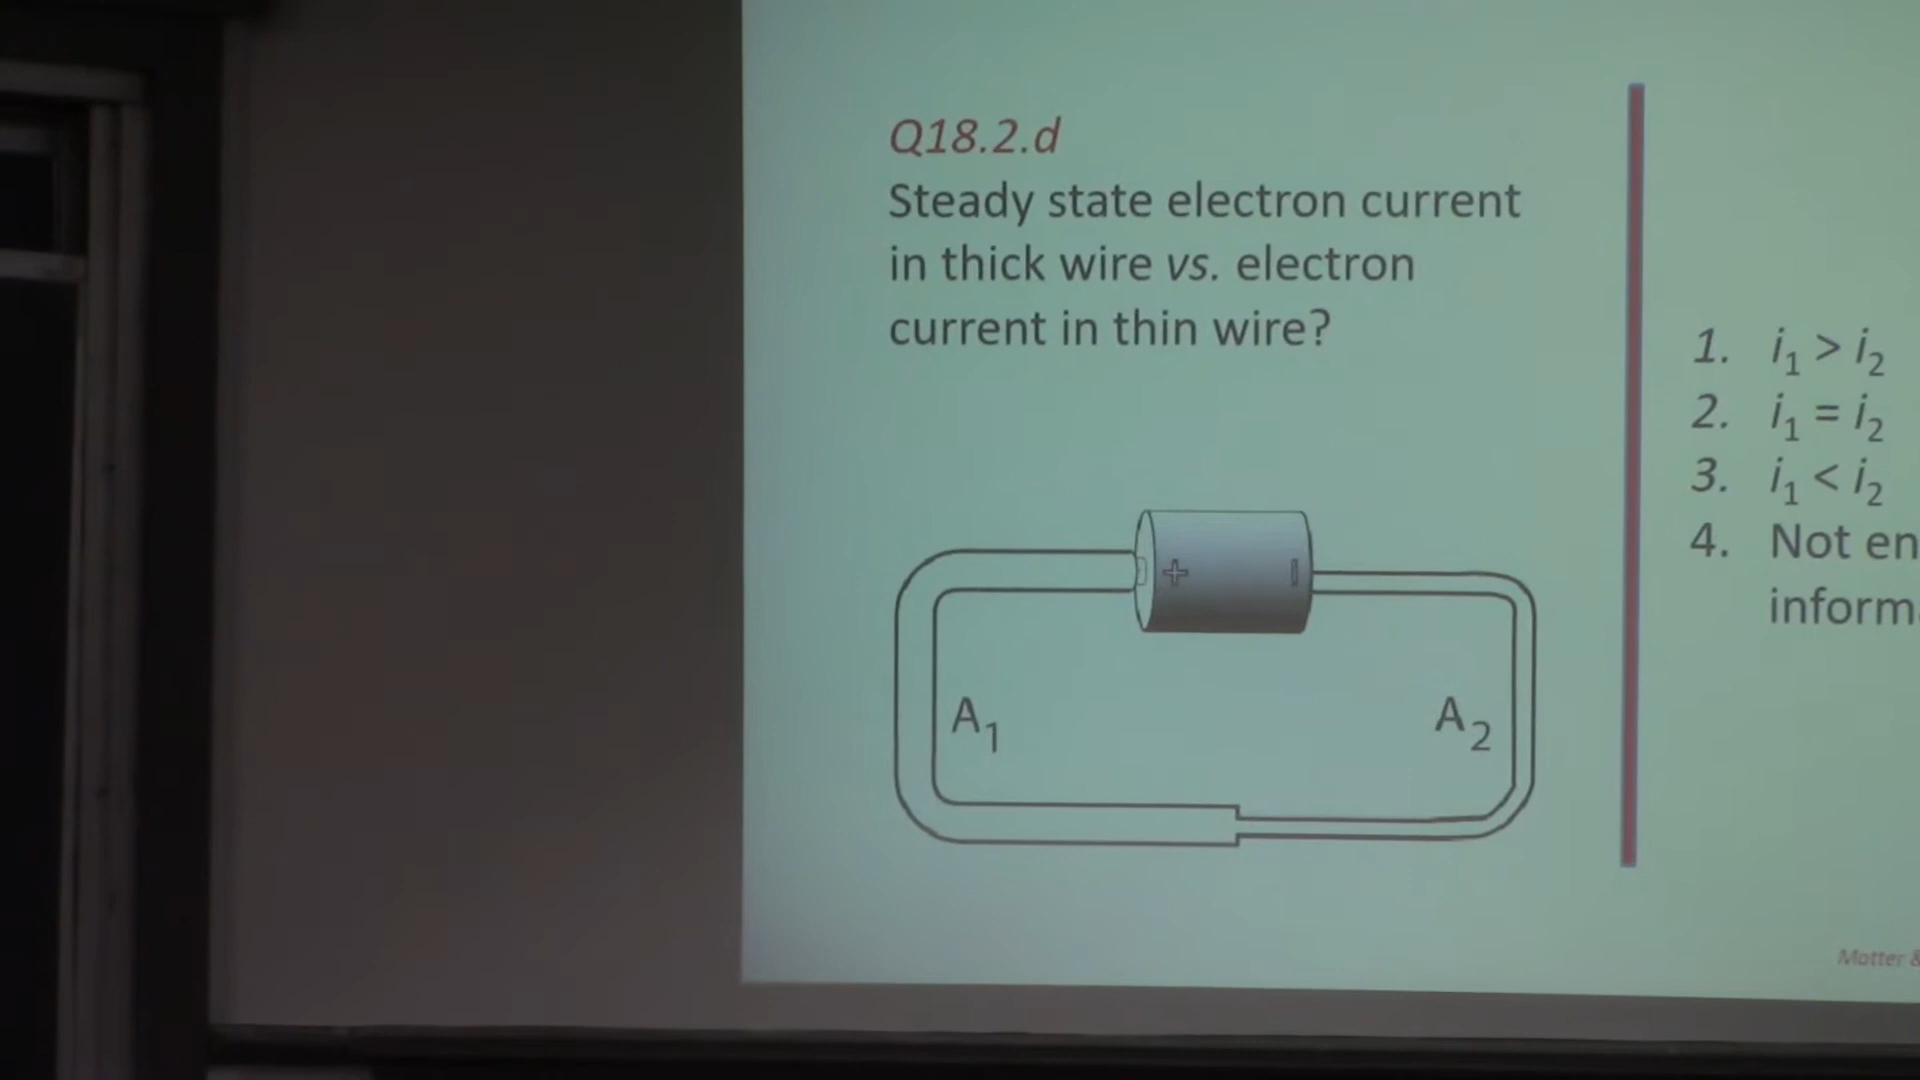 Q18.2.d
Steady state electron current
in thick wire vs. electron
current in thin wire?
1. i₁ > i₂
2. i₁ = i₂
3. i₁ < i₂
4. Not en
inform
+
A₁
A₂
Matter &